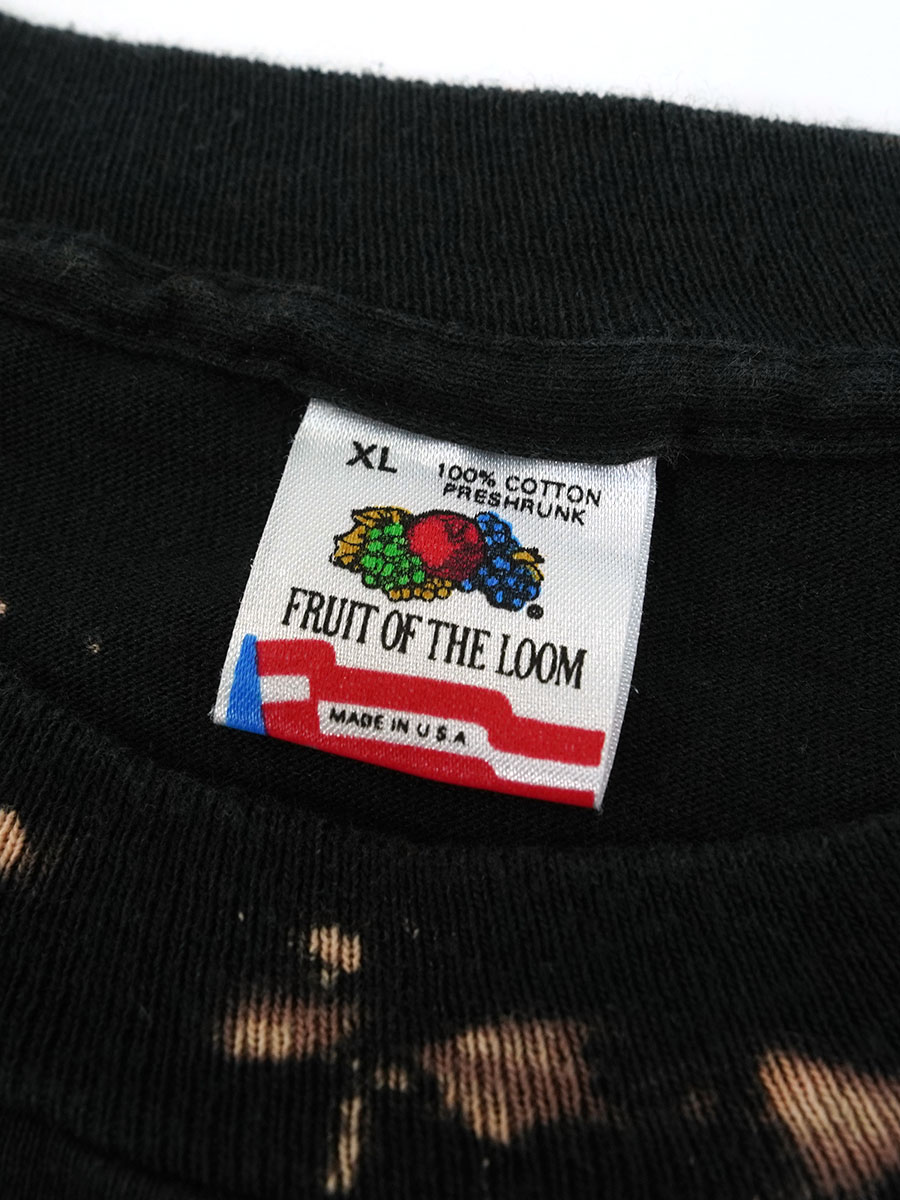 XL
100% COTTON
PRESHRUNK
®
FRUIT OF THE LOOM
MADE IN U S A